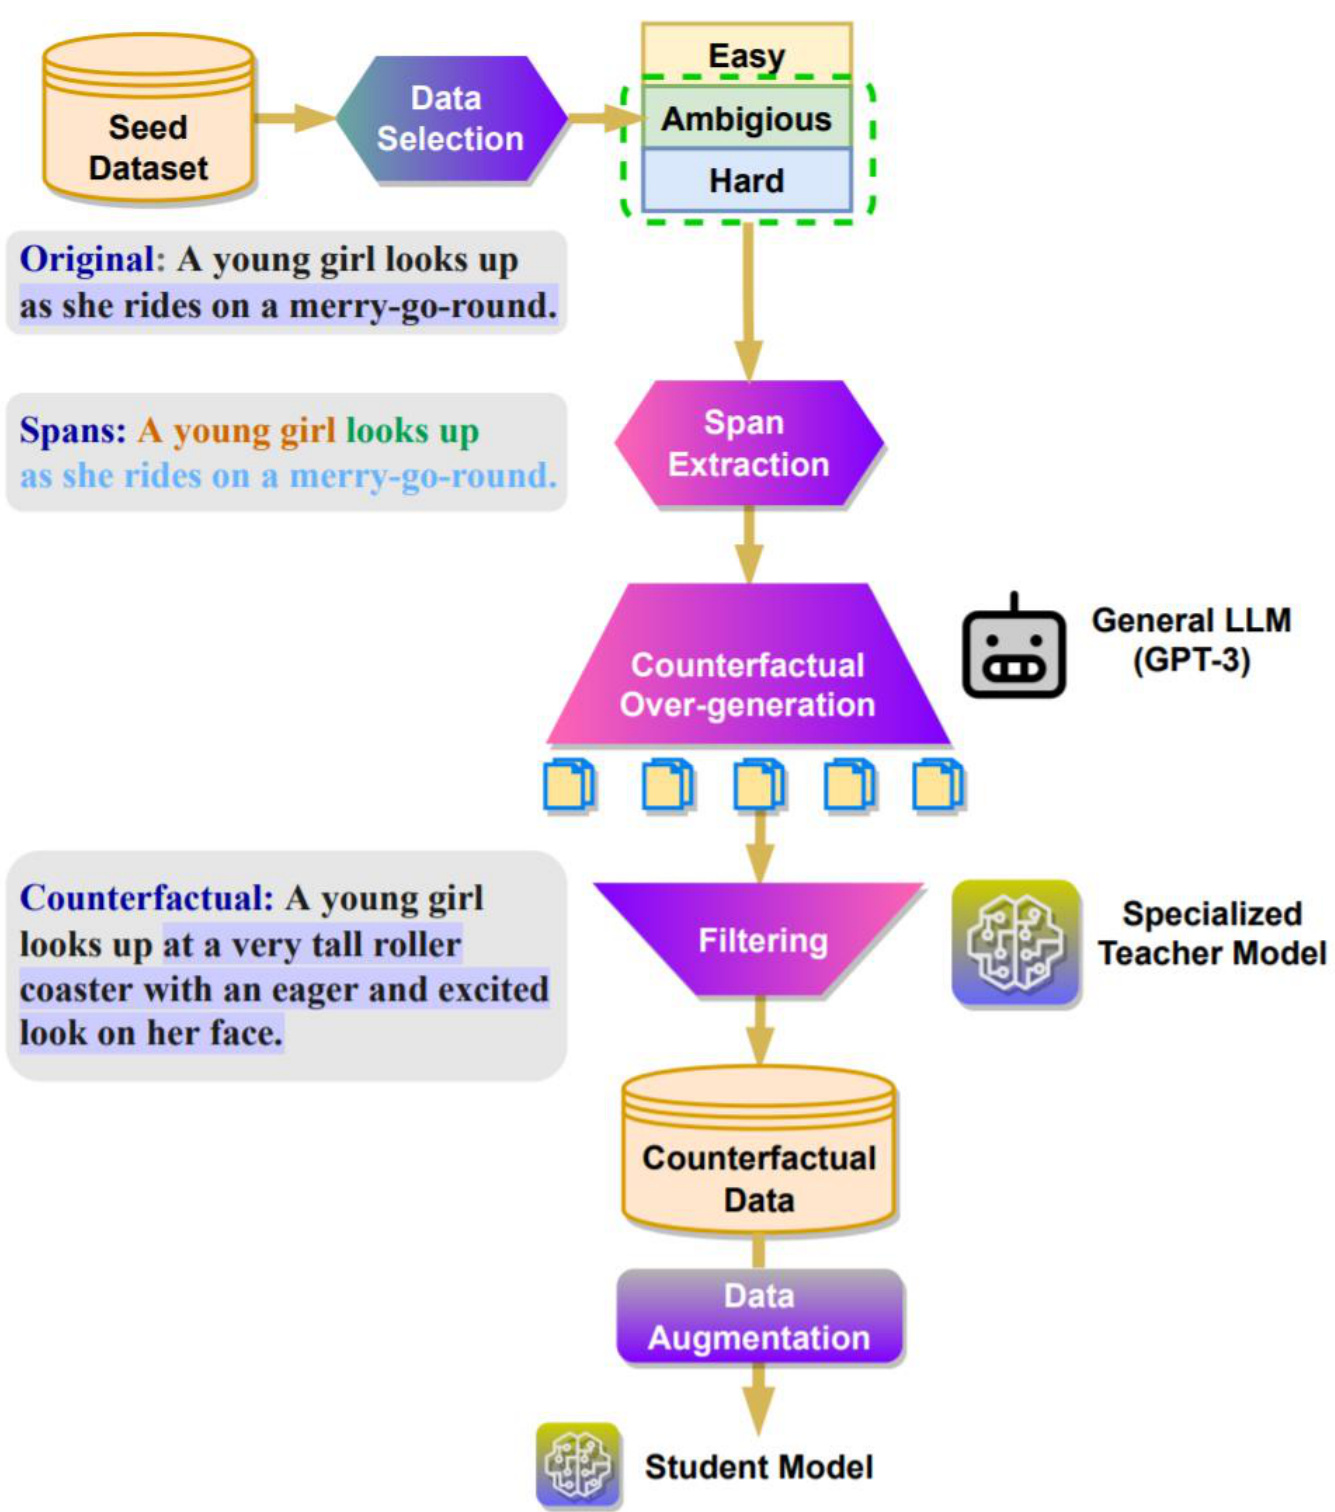 Seed
Dataset
Data
Selection
Easy
Ambigious
Hard
Original: A young girl looks up
as she rides on a merry-go-round.
Spans: A young girl looks up
as she rides on a merry-go-round.
Span
Extraction
Counterfactual
Over-generation
General LLM
(GPT-3)
Counterfactual: A young girl
looks up at a very tall roller
coaster with an eager and excited
look on her face.
Filtering
Specialized
Teacher Model
Counterfactual
Data
Data
Augmentation
Student Model